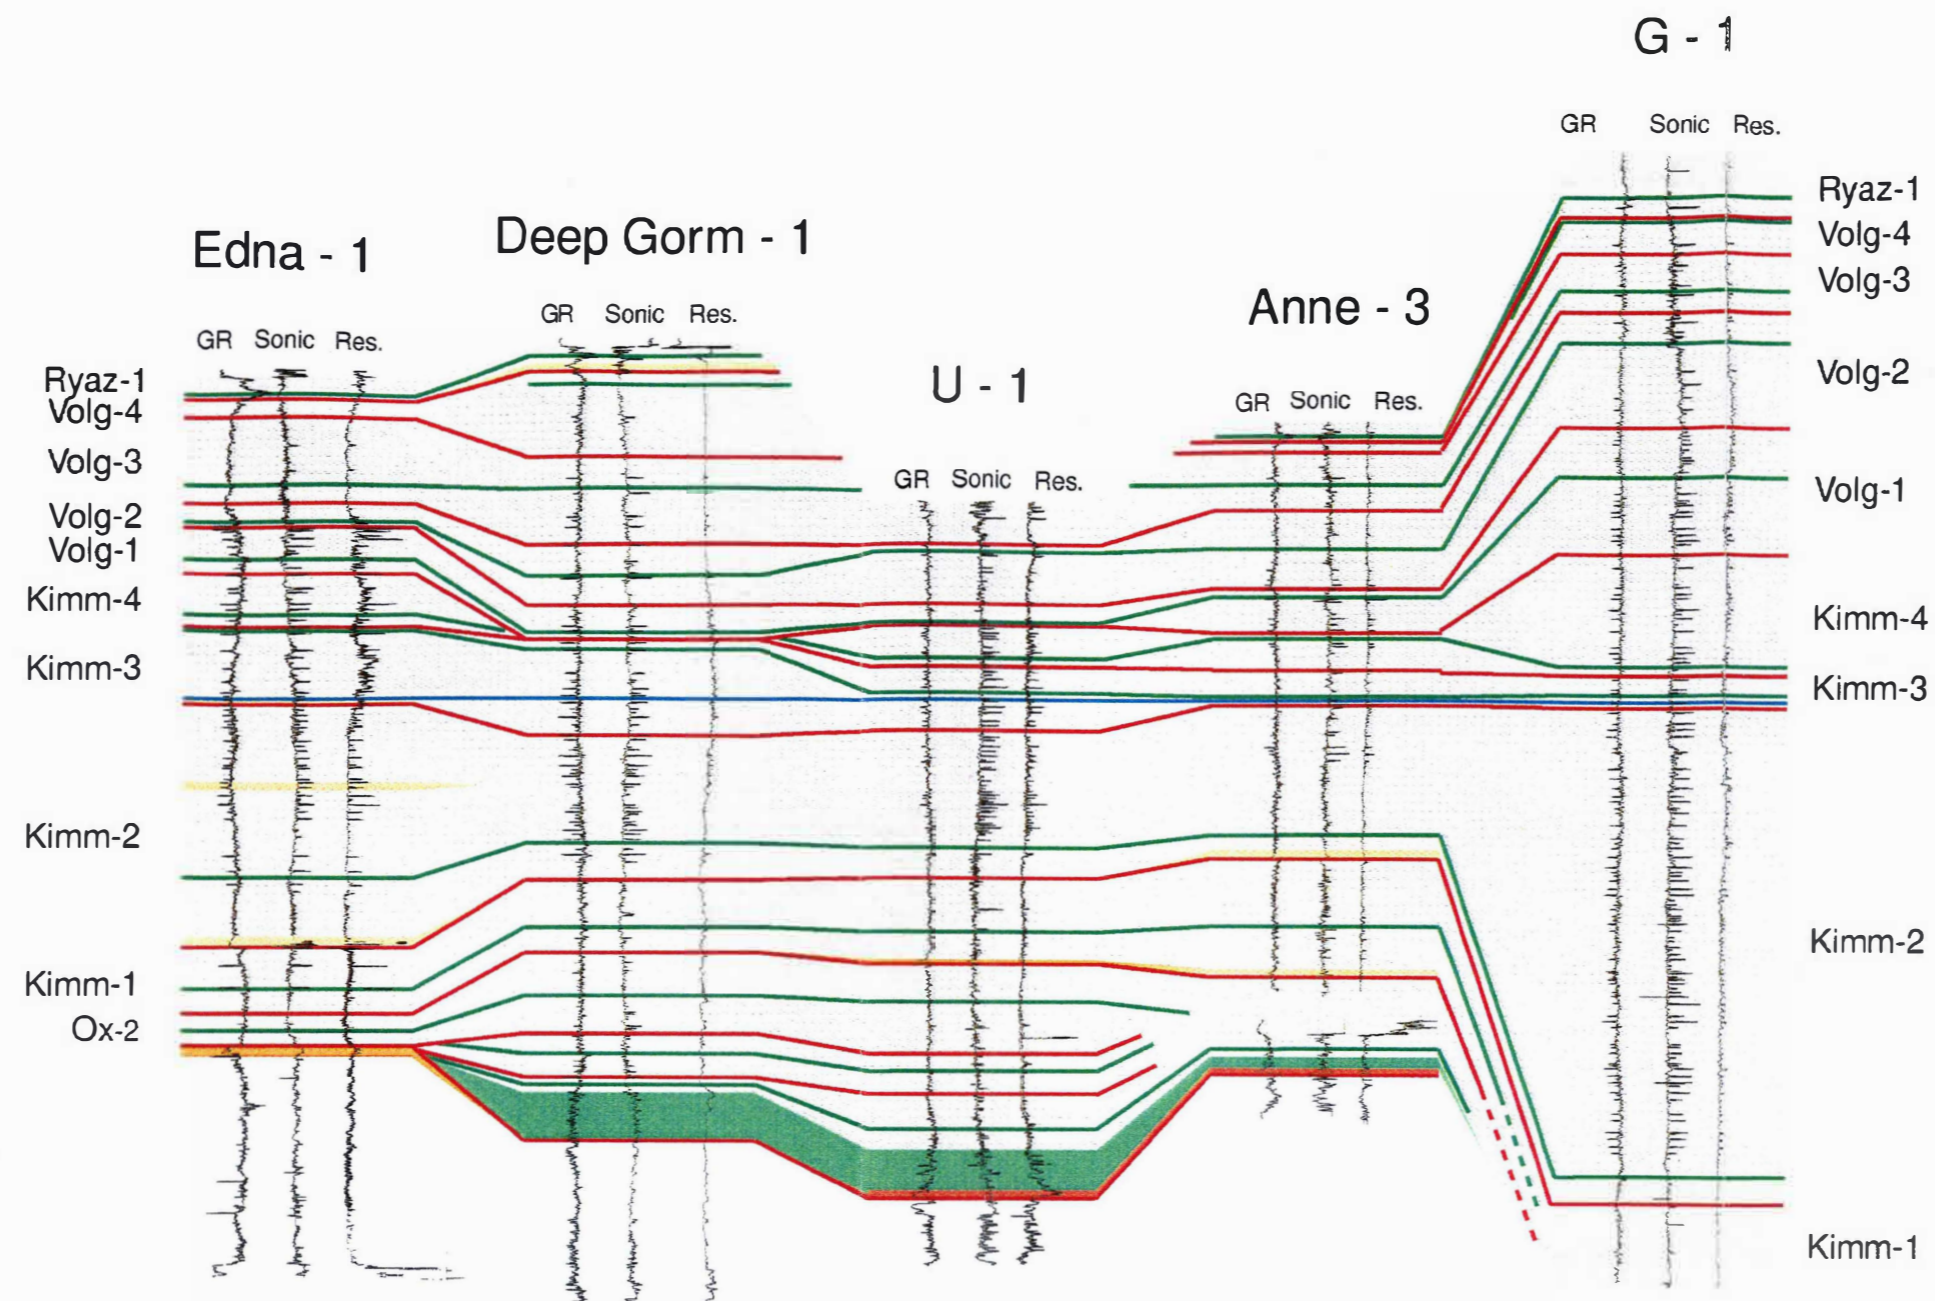 G - 1
GR Sonic Res.
Ryaz-1
Volg-4
Volg-3
Volg-2
Volg-1
Kimm-4
Kimm-3
Kimm-2
Kimm-1
Deep Gorm - 1
GR Sonic Res.
Edna - 1
GR Sonic Res.
Anne - 3
GR Sonic Res.
U - 1
GR Sonic Res.
Ryaz-1
Volg-4
Volg-3
Volg-2
Volg-1
Kimm-4
Kimm-3
Kimm-2
Kimm-1
Ox-2